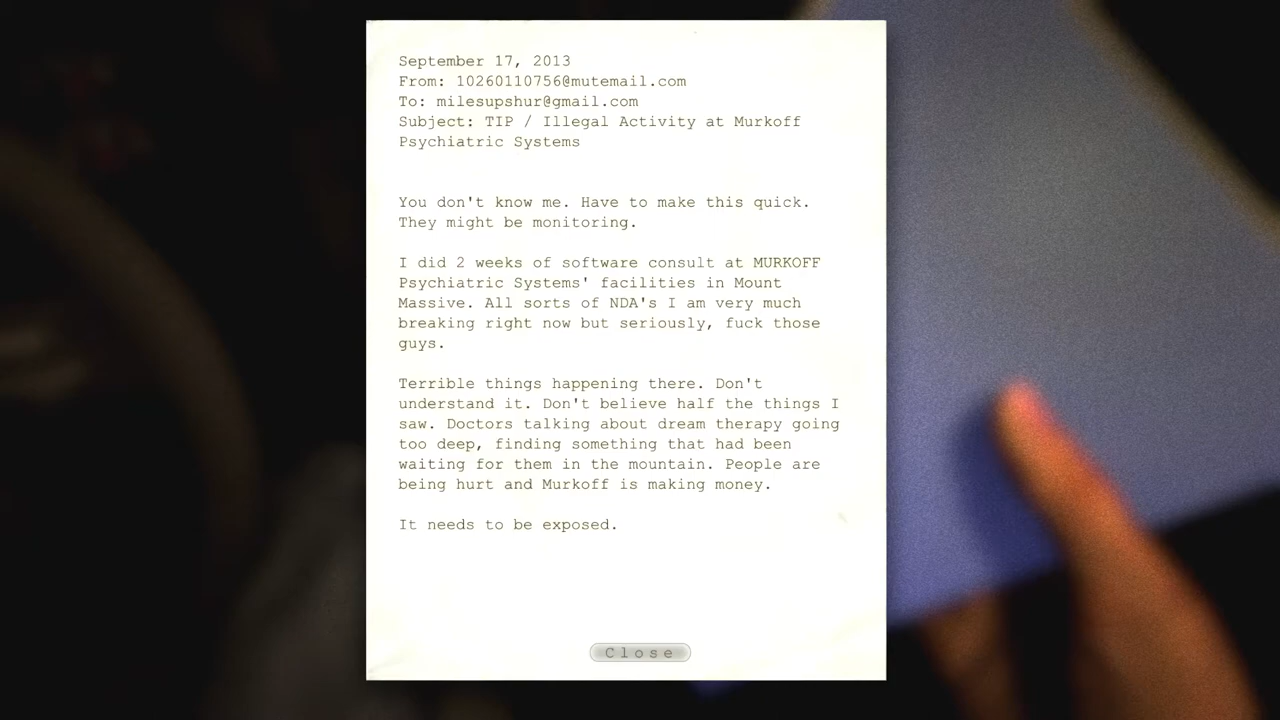 September 17, 2013
From: 10260110756@mutemail.com
To: milesupshur@gmail.com
Subject: TIP / Illegal Activity at Murkoff
Psychiatric Systems
You don't know me. Have to make this quick.
They might be monitoring.
I did 2 weeks of software consult at MURKOFF
Psychiatric Systems' facilities in Mount
Massive. All sorts of NDA's I am very much
breaking right now but seriously, fuck those
guys.
Terrible things happening there. Don't
understand it. Don't believe half the things I
saw. Doctors talking about dream therapy going
too deep, finding something that had been
waiting for them in the mountain. People are
being hurt and Murkoff is making money.
It needs to be exposed.
Close